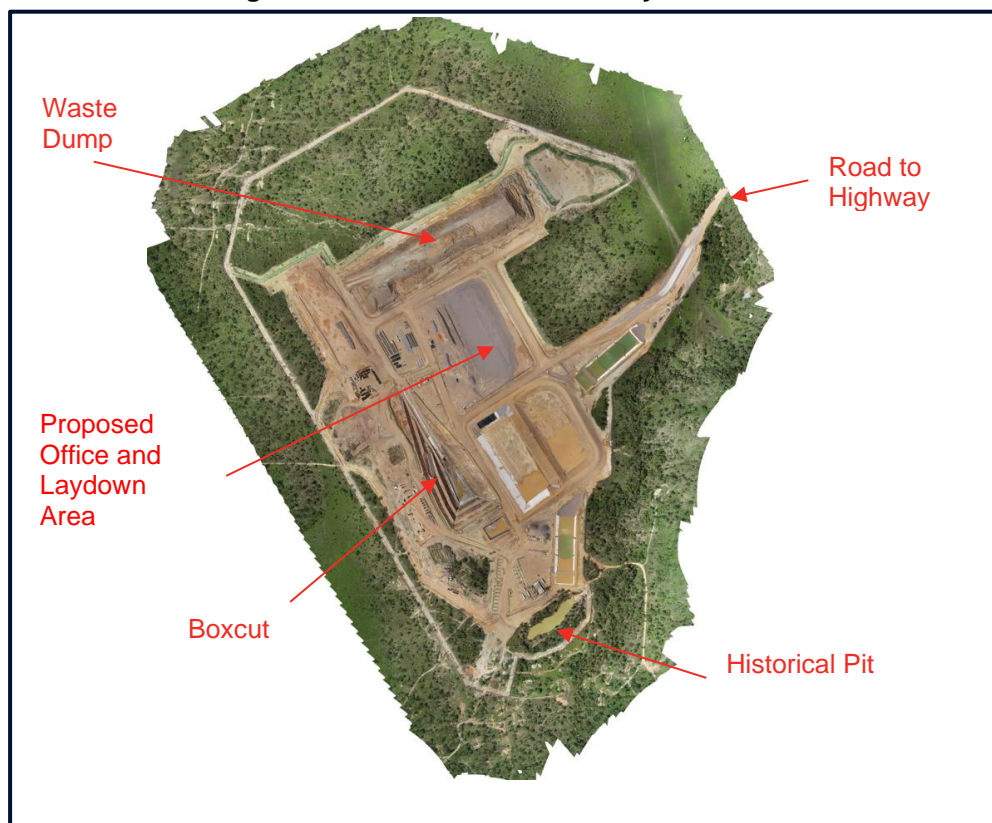 Waste
Dump
Road to
Highway
Proposed
Office and
Laydown
Area
Boxcut
Historical Pit